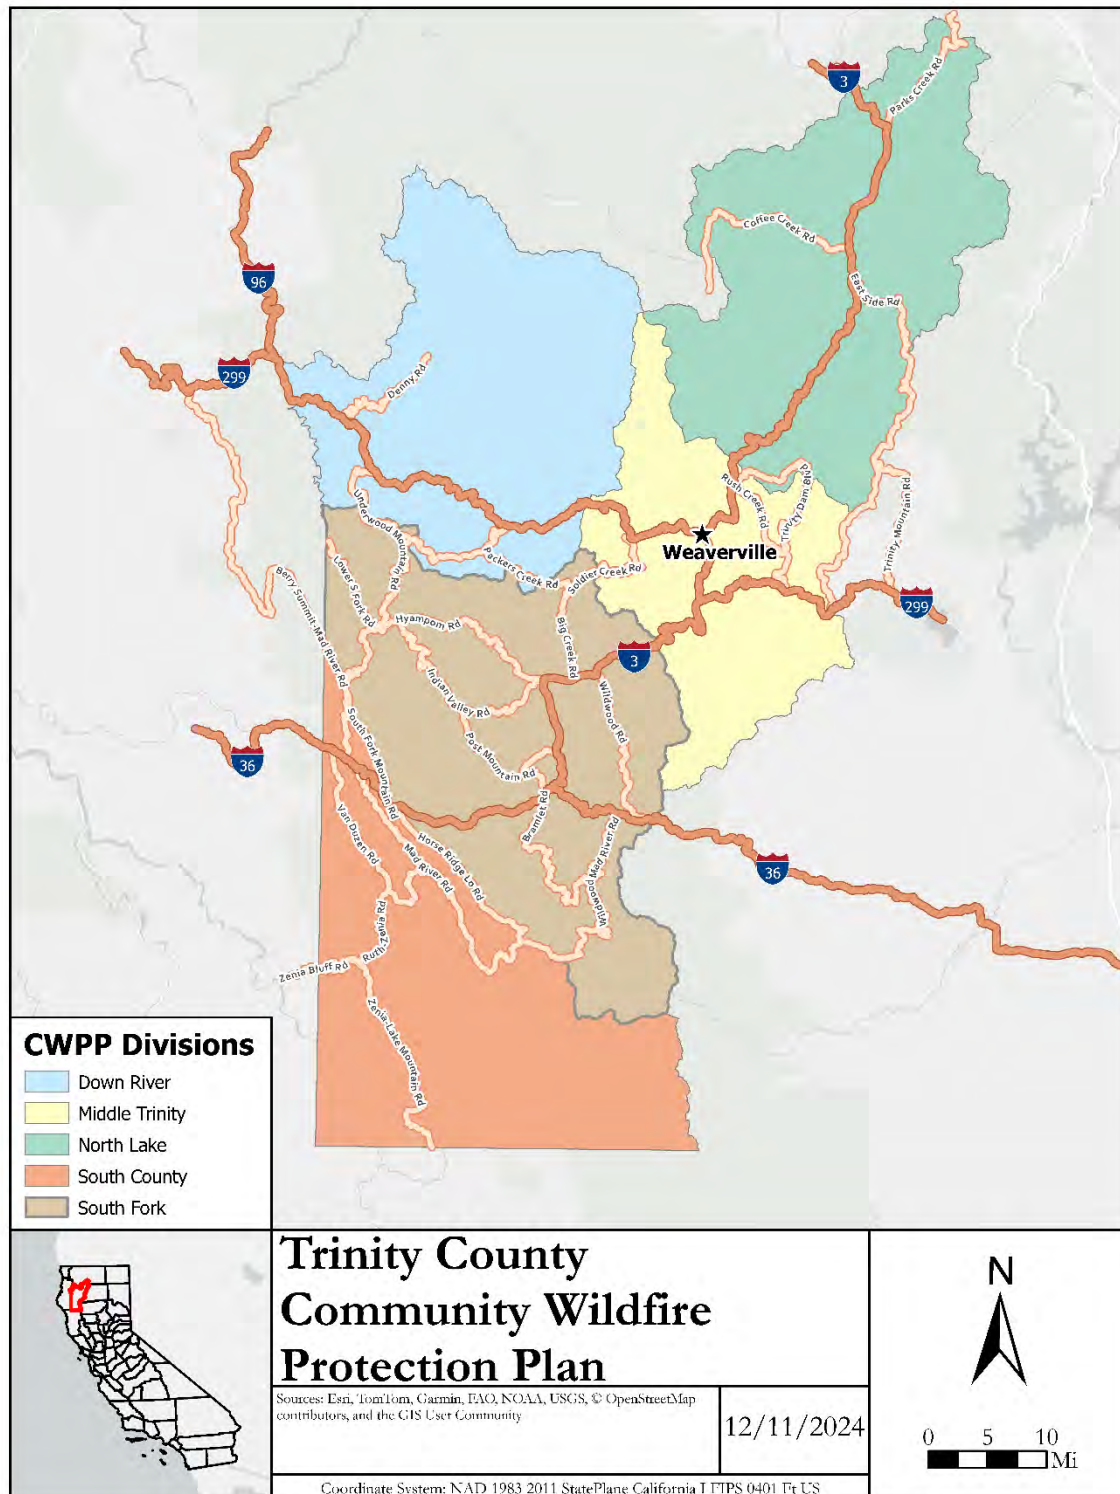 3
Parks Creek Rd
Coffee Creek Rd
96
East Side Rd
299
Denny Rd
Rush Creek Rd
Trinity Dam Blvd
Trinity Mountain Rd
Underwood Mountain Rd
Weaverville
Packers Creek Rd
Soldier Creek Rd
Lower S Fork Rd
Berry Summit-Mad River Rd
299
Hyampom Rd
Big Creek Rd
3
Indian Valley Rd
Wildwood Rd
South Fork Mountain Rd
Post Mountain Rd
36
Van Duzen Rd
Bramlet Rd
Horse Ridge Lo Rd
Mad River Rd
Wildwood Mad River Rd
36
Ruth-Zenia Rd
Zenia Bluff Rd
Zenia-Lake Mountain Rd
CWPP Divisions
Down River
Middle Trinity
North Lake
South County
South Fork
Trinity County
Community Wildfire
Protection Plan
Sources: Esri, TomTom, Garmin, FAO, NOAA, USGS, © OpenStreetMap
contributors, and the GIS User Community
12/11/2024
Coordinate System: NAD 1983 2011 StatePlane California I FIPS 0401 Ft US
N
0 5 10
Mi